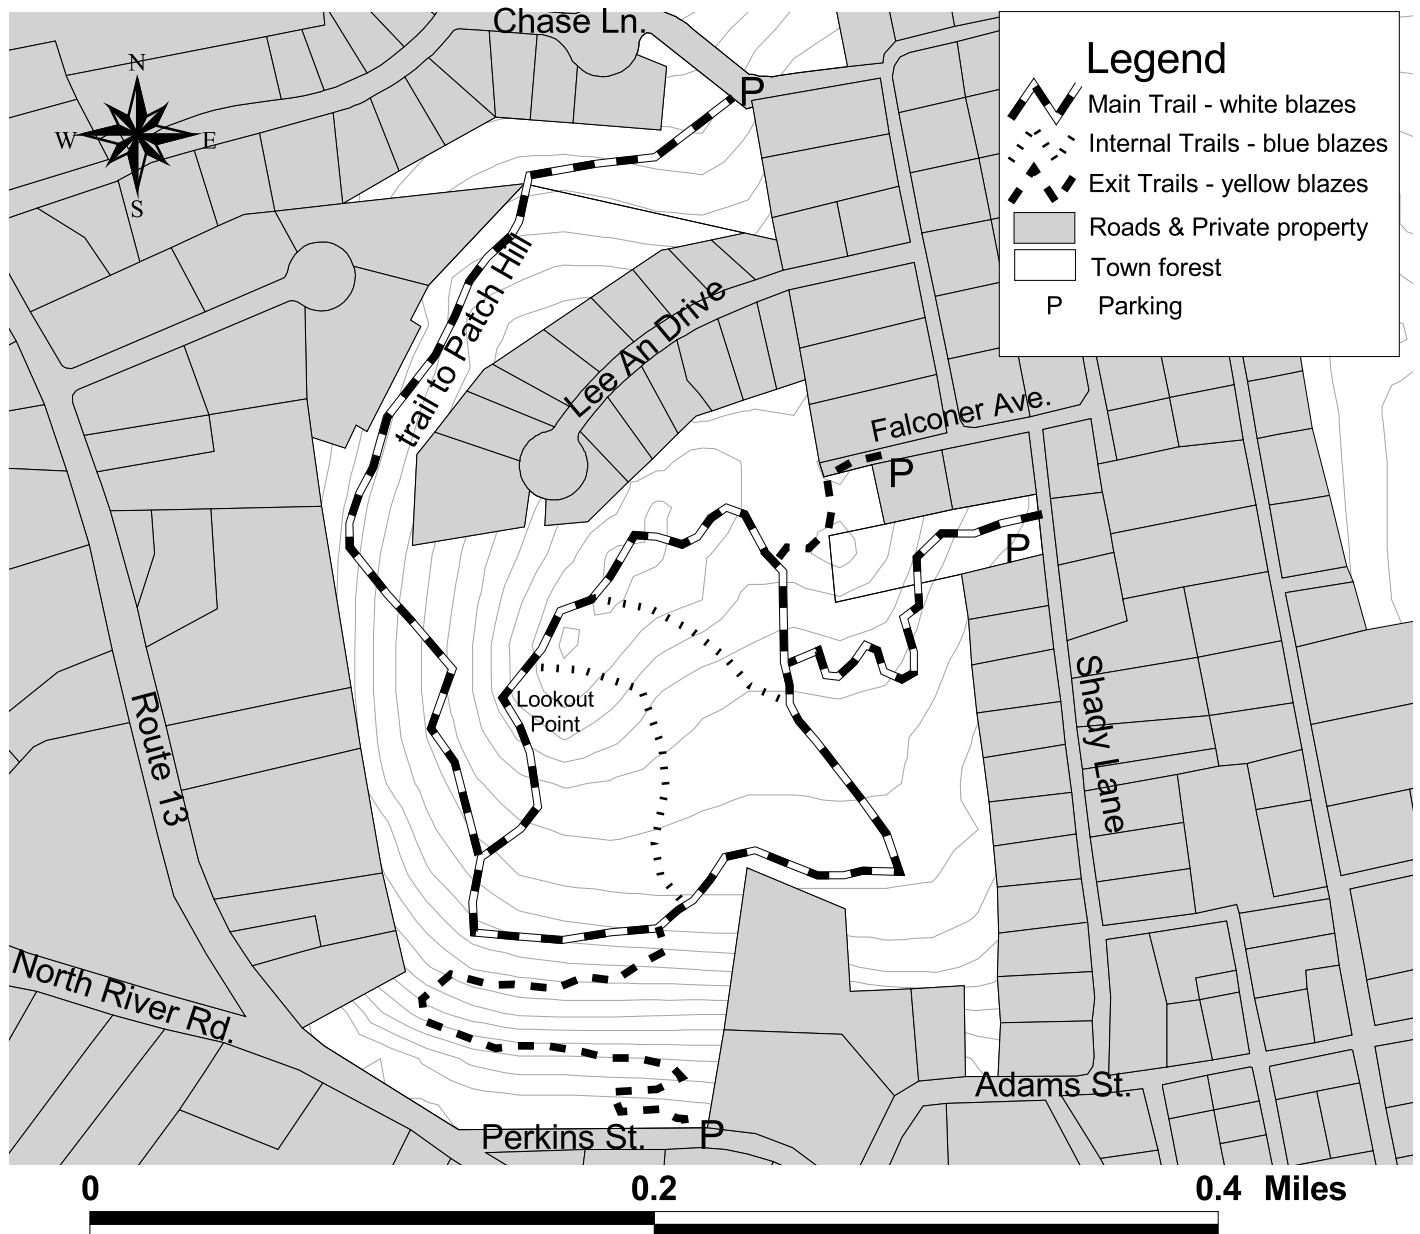 Chase Ln.
N
W
E
S
P
Legend
Main Trail - white blazes
Internal Trails - blue blazes
Exit Trails - yellow blazes
Roads & Private property
Town forest
P Parking
trail to Patch Hill
Lee An Drive
Falconer Ave.
P
P
Lookout
Point
Route 13
Shady Lane
North River Rd.
Adams St.
Perkins St.
P
0 0.2 0.4 Miles